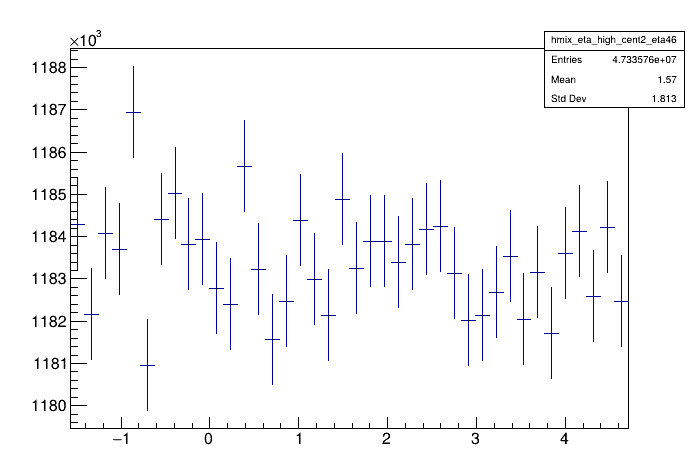 ×10³
hmix_eta_high_cent2_eta46
Entries 4.733576e+07
Mean 1.57
Std Dev 1.813
1188
1187
1186
1185
1184
1183
1182
1181
1180
−1 0 1 2 3 4